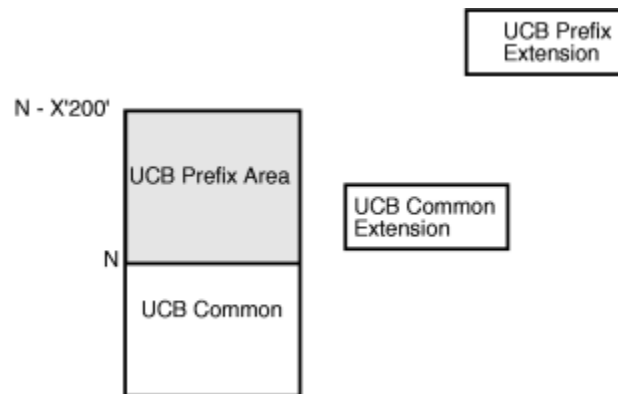 UCB Prefix
Extension
N - X'200'
UCB Prefix Area
UCB Common
Extension
N
UCB Common